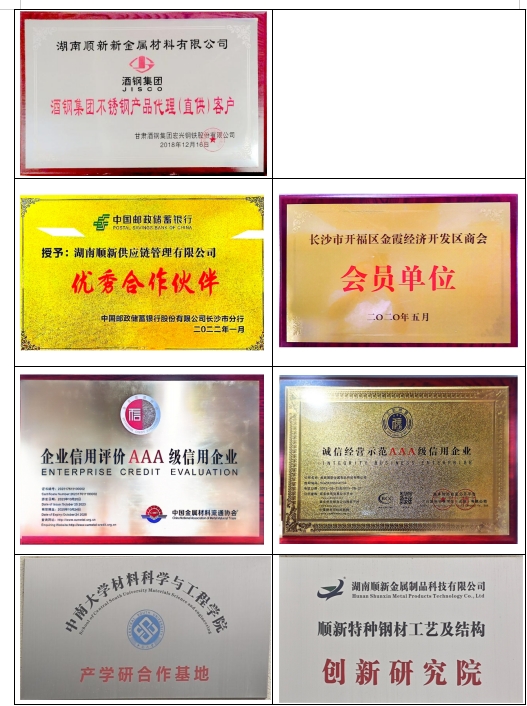 湖南顺新新金属材料有限公司
酒钢集团
JISCO
酒钢集团不锈钢产品代理(直供)客户
甘肃酒钢集团宏兴钢铁股份有限公司
2018年12月16日
中国邮政储蓄银行
POSTAL SAVINGS BANK OF CHINA
授予：湖南顺新供应链管理有限公司
优秀合作伙伴
中国邮政储蓄银行股份有限公司长沙市分行
二〇二二年一月
长沙市开福区金霞经济开发区商会
会员单位
二〇二〇年五月
信
企业信用评价AAA级信用企业
ENTERPRISE CREDIT EVALUATION
中国金属材料流通协会
诚信经营示范AAA级信用企业
INTEGRITY BUSINESS ENTERPRISE
中南大学材料科学与工程学院
School of Central South University Materials Science and Engineering
产学研合作基地
湖南顺新金属制品科技有限公司
Hunan Shunxin Metal Products Technology Co., Ltd
顺新特种钢材工艺及结构
创新研究院